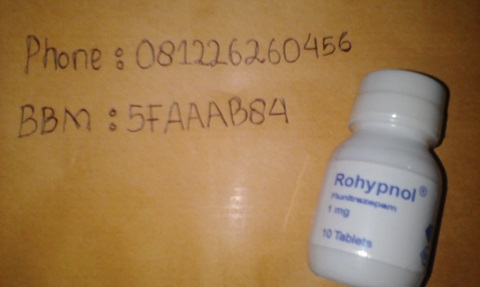 Phone : 081226260456
BBM : 5FAAAB84
Rohypnol®
Flunitrazepam
1 mg
10 Tablets